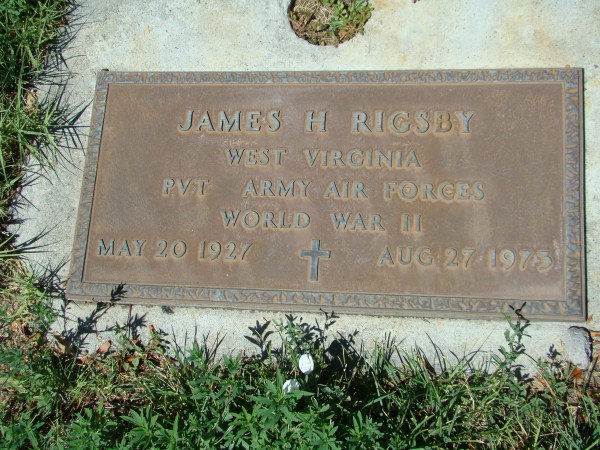 JAMES H RIGSBY
WEST VIRGINIA
PVT ARMY AIR FORCES
WORLD WAR II
MAY 20 1927 AUG 27 1973